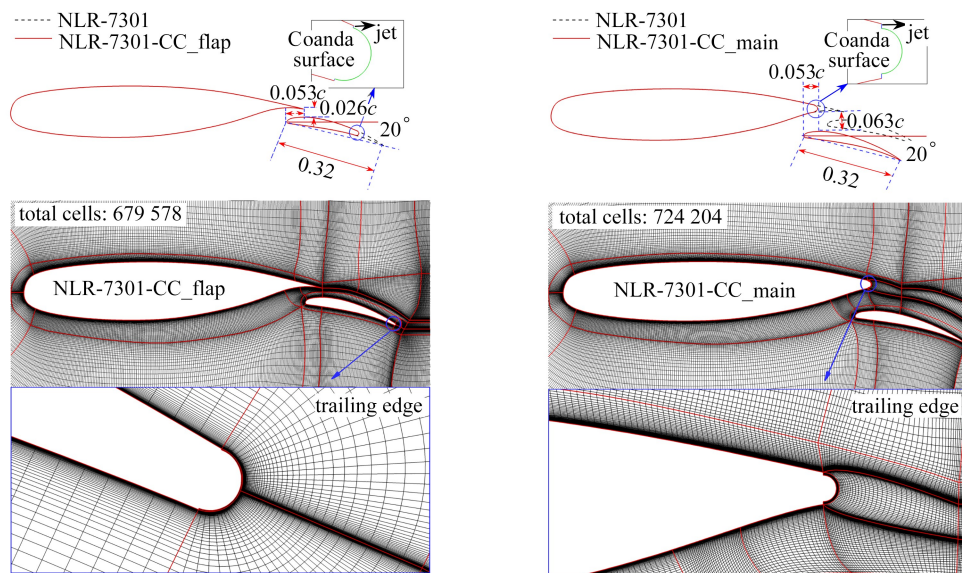 NLR-7301
NLR-7301-CC_flap
Coanda
surface
jet
0.053c
0.026c
20°
0.32
total cells: 679 578
NLR-7301-CC_flap
trailing edge
NLR-7301
NLR-7301-CC_main
Coanda
surface
jet
0.053c
0.063c
20°
0.32
total cells: 724 204
NLR-7301-CC_main
trailing edge